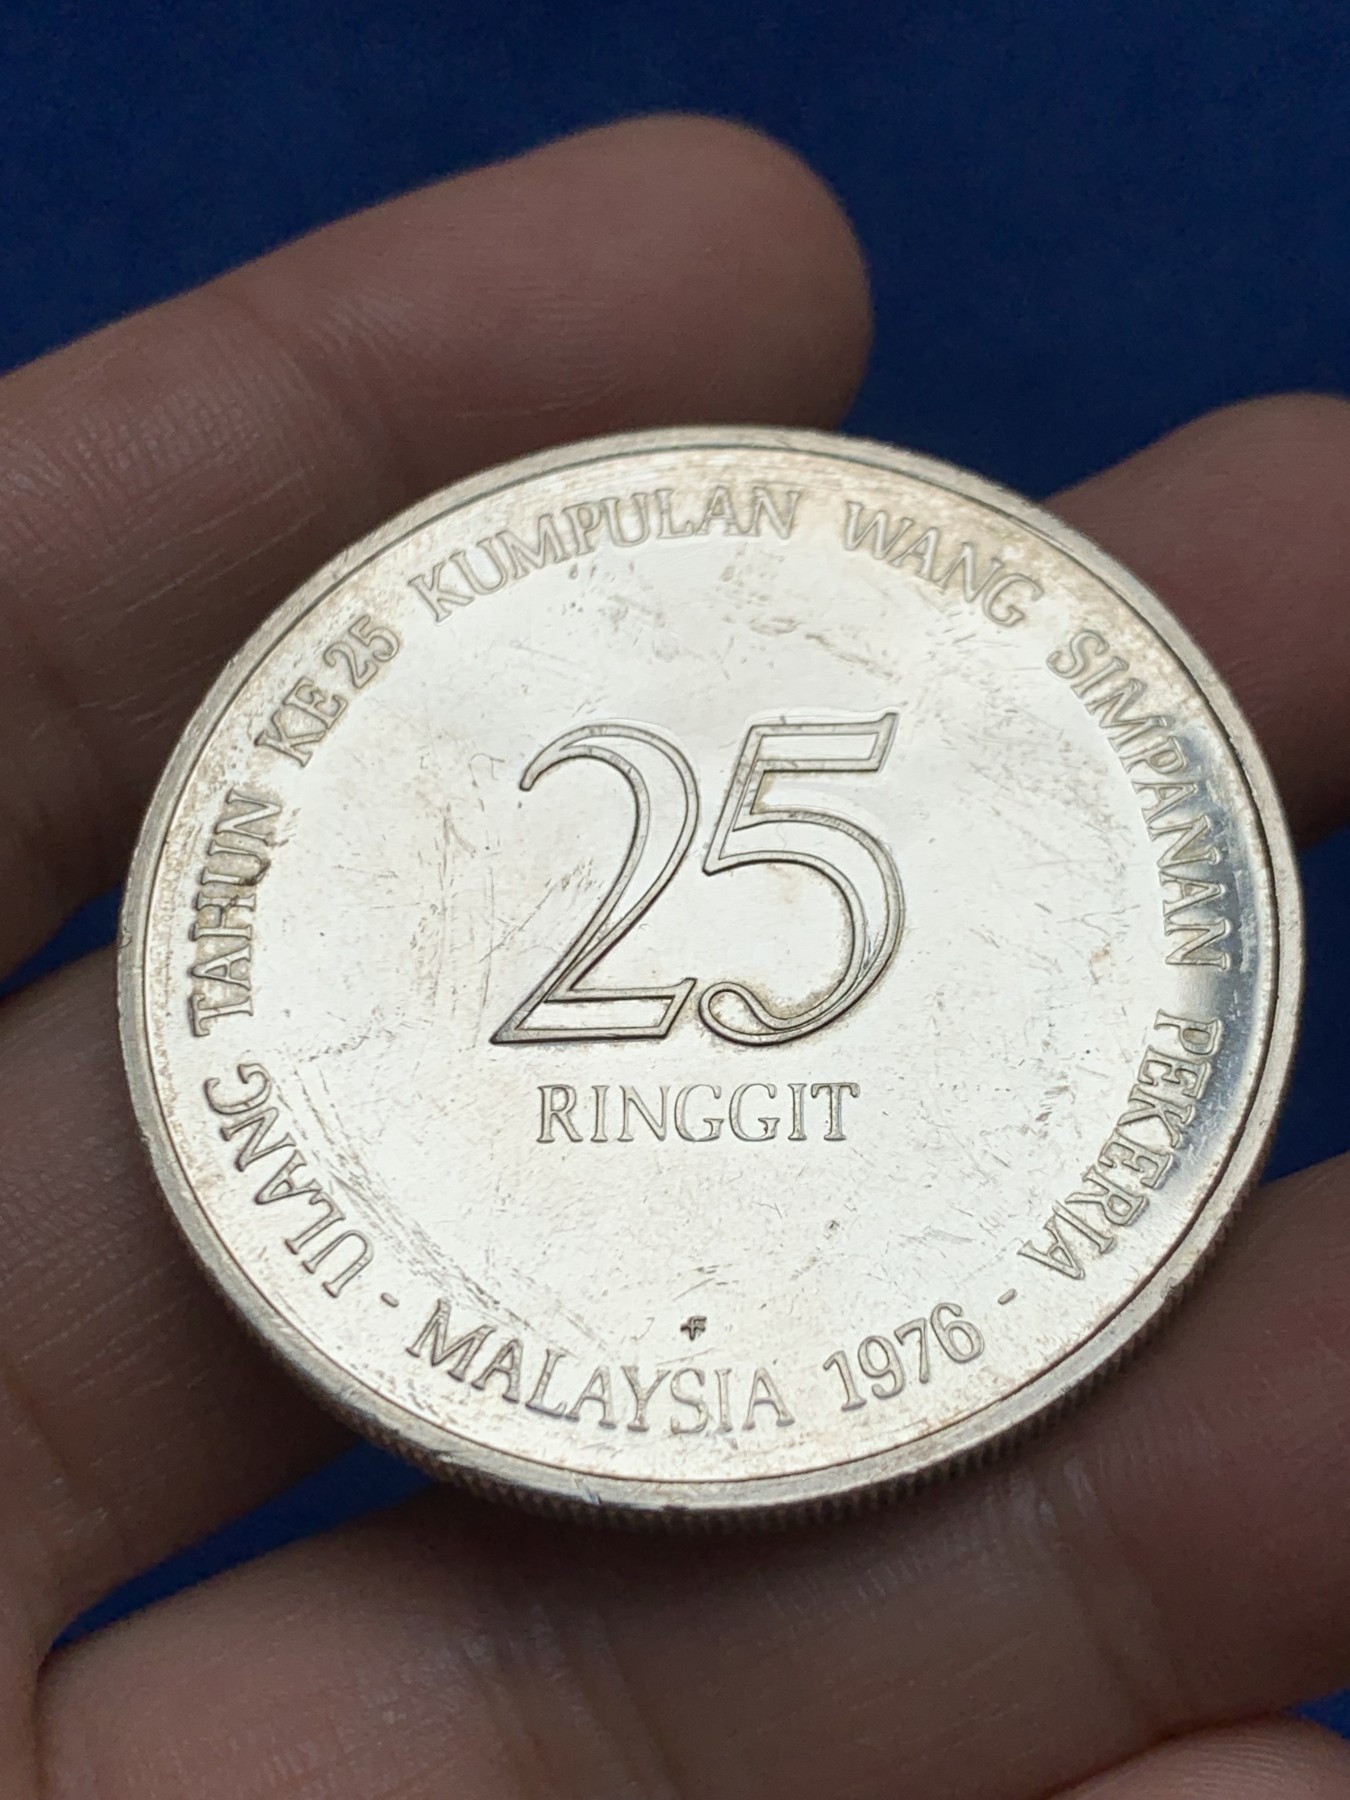 ULANG TAHUN KE 25 KUMPULAN WANG SIMPANAN PEKERJA
25
RINGGIT
- MALAYSIA 1976 -